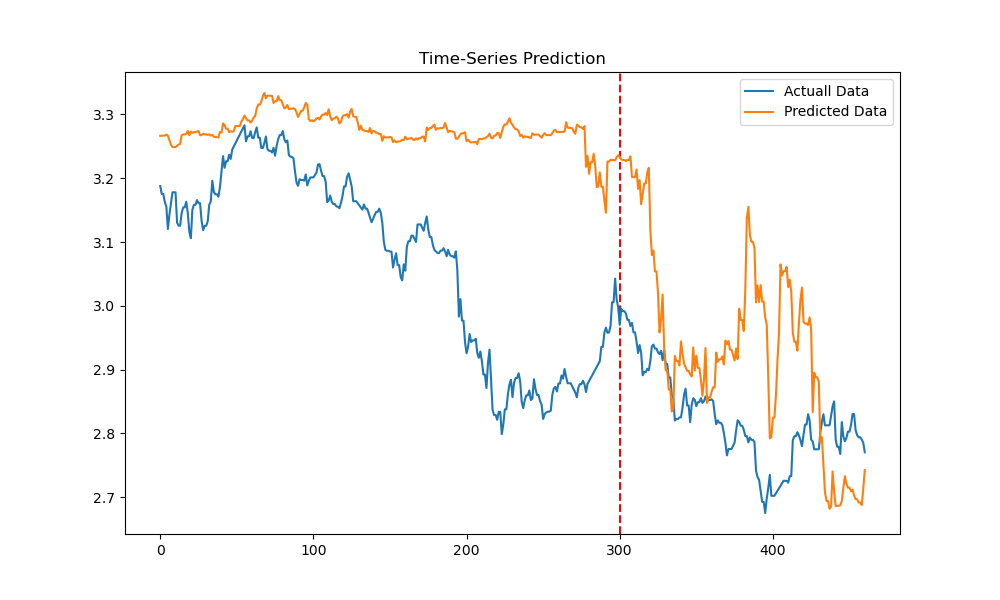 Time-Series Prediction
Actuall Data
Predicted Data
3.3
3.2
3.1
3.0
2.9
2.8
2.7
0 100 200 300 400